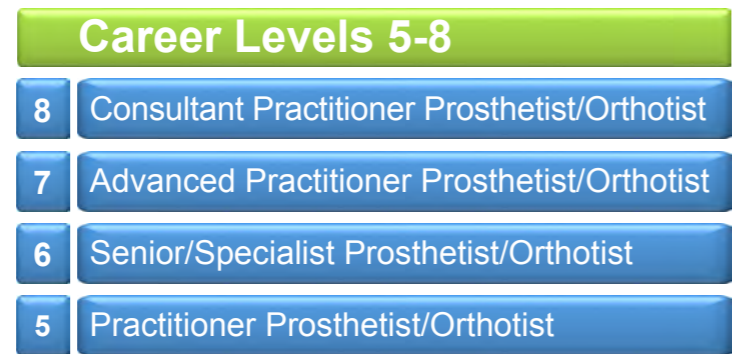 Career Levels 5-8
8 Consultant Practitioner Prosthetist/Orthotist
7 Advanced Practitioner Prosthetist/Orthotist
6 Senior/Specialist Prosthetist/Orthotist
5 Practitioner Prosthetist/Orthotist